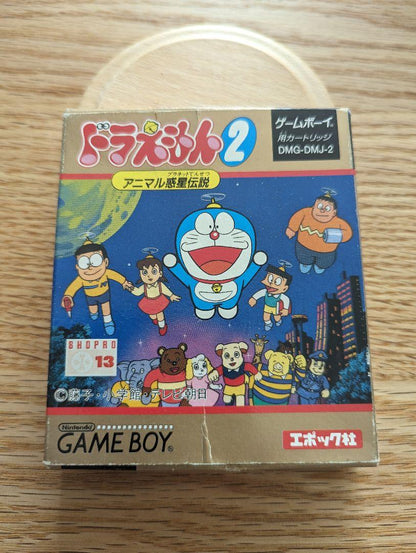 ドラえもん2
プラネットでんせつ
アニマル惑星伝説
ゲームボーイ
用カートリッジ
DMG-DMJ-2
SHOPRO
13
©藤子・小学館・テレビ朝日
Nintendo
GAME BOY
エポック社